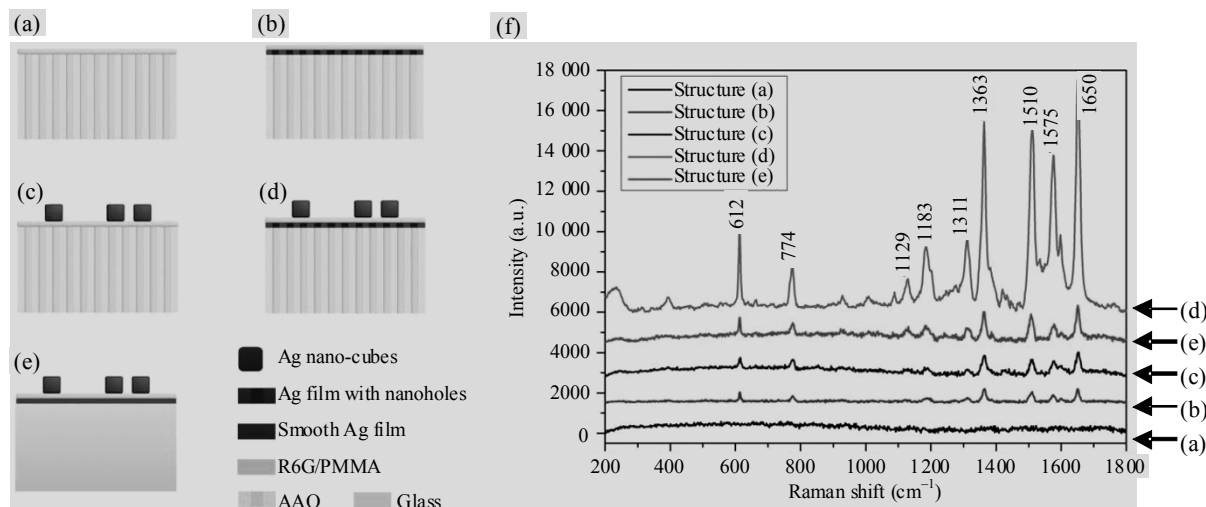 (a)
(b)
(c)
(d)
(e)
Ag nano-cubes
Ag film with nanoholes
Smooth Ag film
R6G/PMMA
AAO
Glass
(f)
18 000
16 000
14 000
12 000
10 000
8000
6000
4000
2000
0
Intensity (a.u.)
Structure (a)
Structure (b)
Structure (c)
Structure (d)
Structure (e)
612
774
1129
1183
1311
1363
1510
1575
1650
(d)
(e)
(c)
(b)
(a)
200
400
600
800
1000
1200
1400
1600
1800
Raman shift (cm⁻¹)